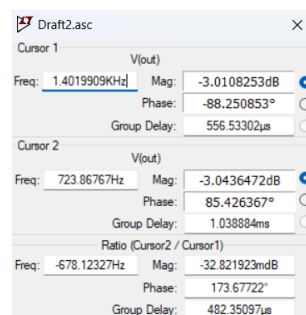 Draft2.asc
Cursor 1
V(out)
Freq: 1.4019909KHz Mag: -3.0108253dB
Phase: -88.250853°
Group Delay: 556.53302µs
Cursor 2
V(out)
Freq: 723.86767Hz Mag: -3.0436472dB
Phase: 85.426367°
Group Delay: 1.038884ms
Ratio (Cursor2 / Cursor1)
Freq: -678.12327Hz Mag: -32.821923mdB
Phase: 173.67722°
Group Delay: 482.35097µs